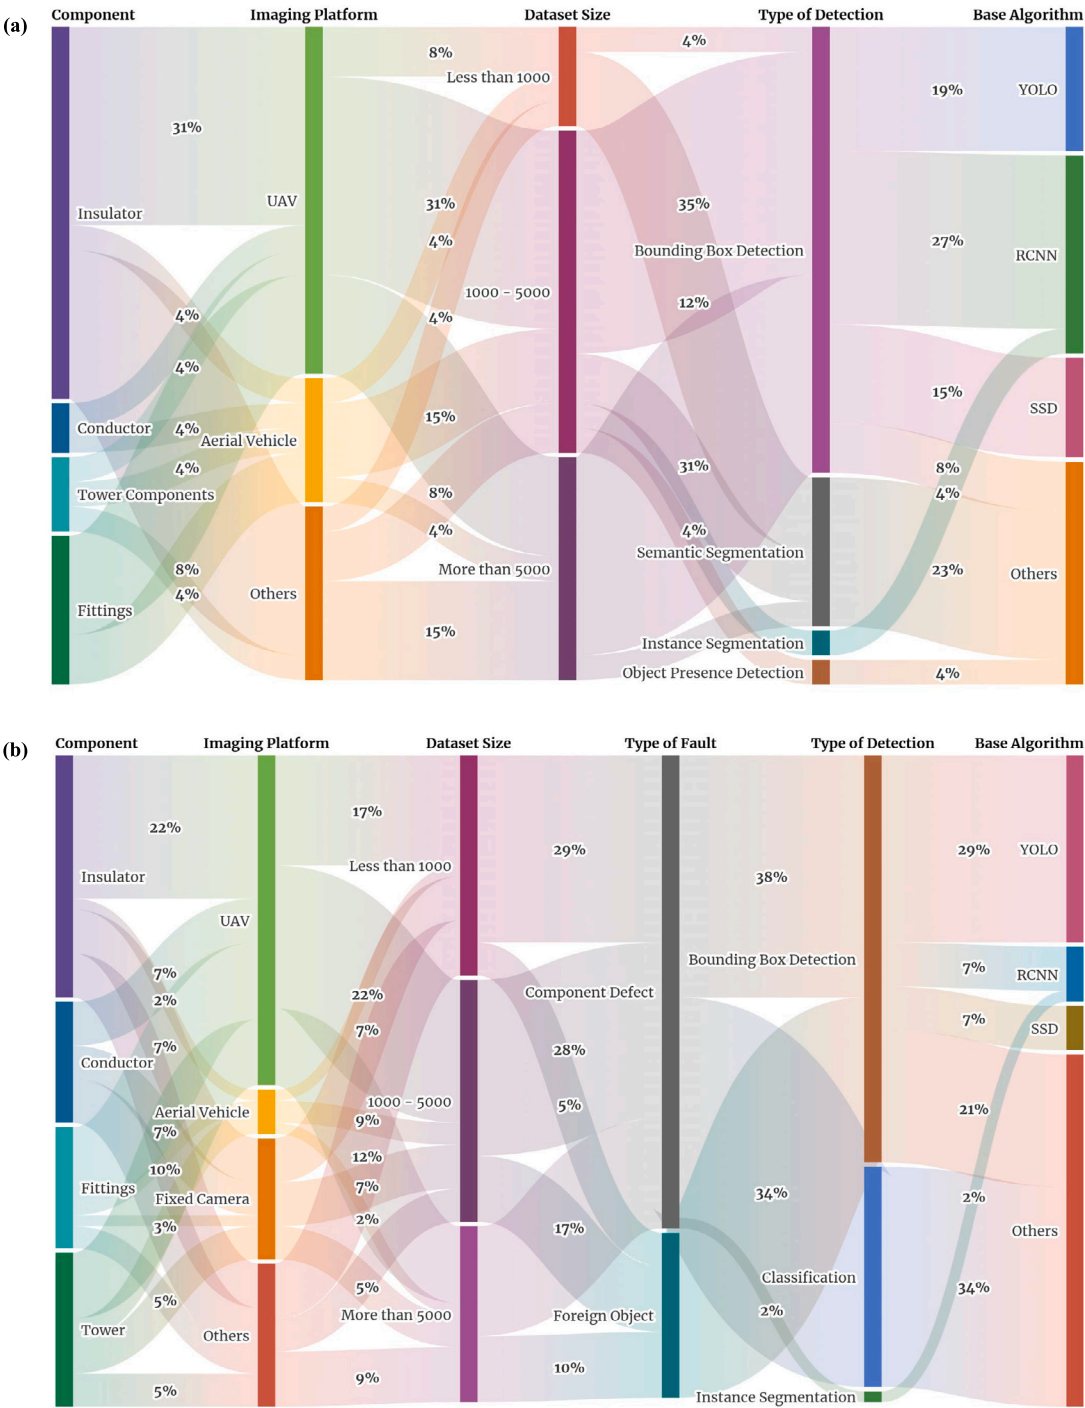 (a)
Component Imaging Platform Dataset Size Type of Detection Base Algorithm
8% 4%
Less than 1000
19% YOLO
31%
UAV
Insulator
31% 35%
4%
Bounding Box Detection
27% RCNN
1000 - 5000
12%
4% 4%
4%
15% SSD
15%
Conductor 4% Aerial Vehicle
4%
31% 8%
Tower Components
8% 4%
4% 4%
Semantic Segmentation
8% More than 5000 23% Others
4% Others
Fittings
15%
Instance Segmentation
Object Presence Detection 4%
(b)
Component Imaging Platform Dataset Size Type of Fault Type of Detection Base Algorithm
22% 17%
29% 29% YOLO
Less than 1000
Insulator 38%
UAV
Bounding Box Detection
7% 7% RCNN
2% 22% Component Defect
7% 7% SSD
7% 28%
Conductor
1000 - 5000 5%
Aerial Vehicle 9% 21%
7%
12%
10%
Fittings Fixed Camera 7% 34% 2%
3% 2% 17% Others
Classification
5% 5% 34%
More than 5000 Foreign Object 2%
Tower Others
9% 10%
5% Instance Segmentation